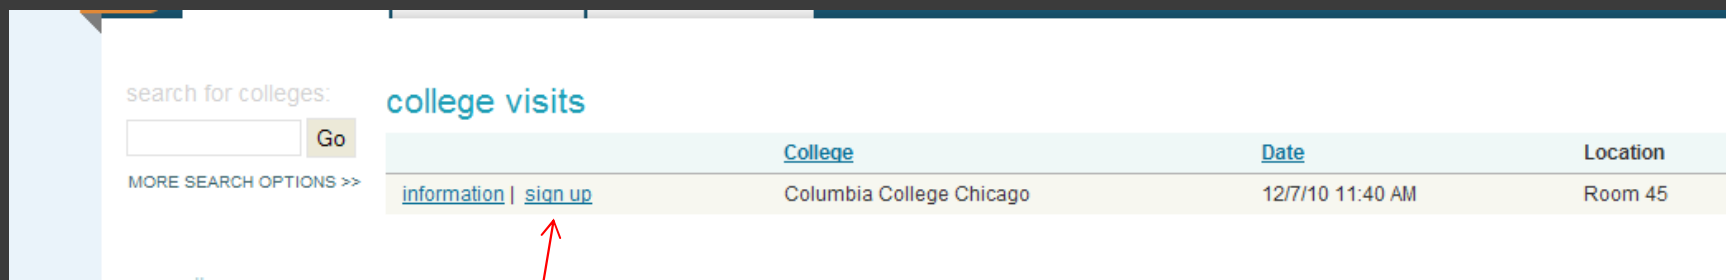 search for colleges:
Go
MORE SEARCH OPTIONS >>
college visits
College Date Location
information | sign up Columbia College Chicago 12/7/10 11:40 AM Room 45